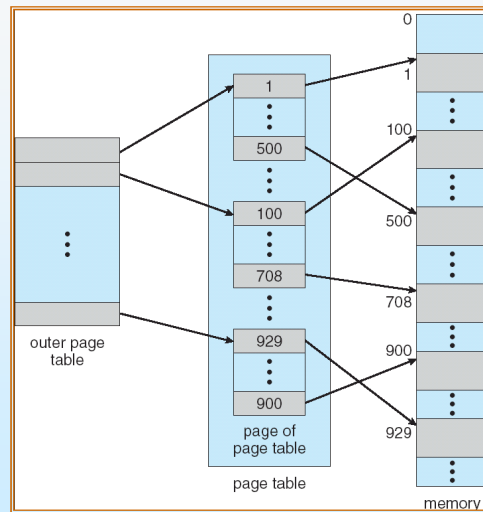 outer page
table
1
500
100
708
929
900
page of
page table
page table
0
1
100
500
708
900
929
memory